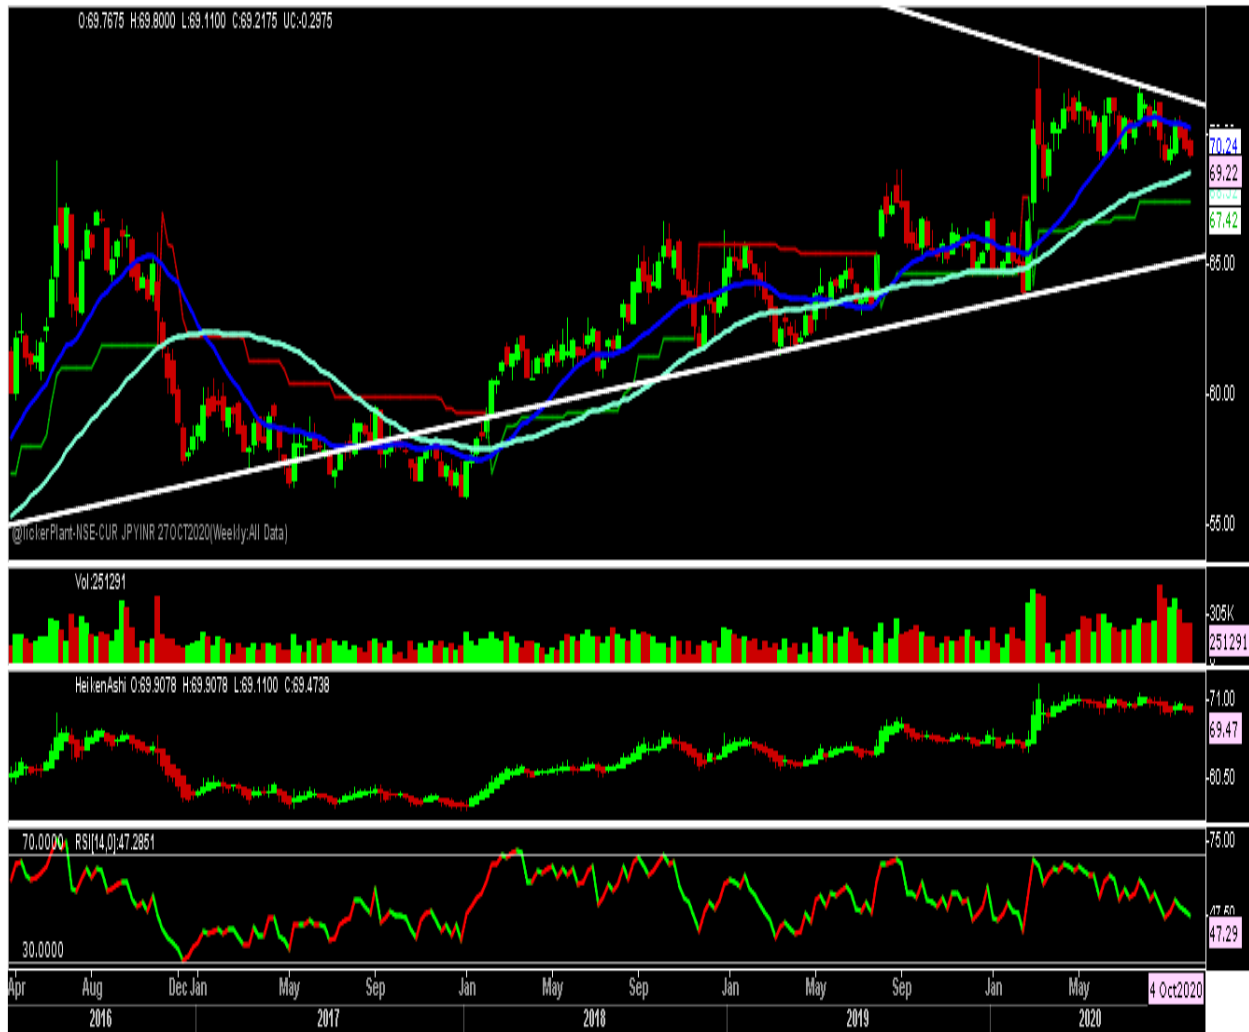 O:69.7675 H:69.8000 L:69.1100 C:69.2175 UC:-0.2975
70.24
69.22
67.42
65.00
60.00
55.00
@TickerPlant-NSE-CUR JPYINR 27OCT2020(Weekly:All Data)
Vol:251291
305K
251291
HeikenAshi O:69.9078 H:69.9078 L:69.1100 C:69.4738
71.00
69.47
60.50
70.0000 RSI[14,0]:47.2851
75.00
47.50
47.29
30.0000
Apr Aug Dec Jan May Sep Jan May Sep Jan May Sep Jan May 4 Oct2020
2016 2017 2018 2019 2020